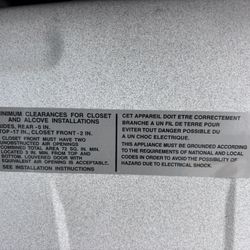 MINIMUM CLEARANCES FOR CLOSET
AND ALCOVE INSTALLATIONS
SIDES, REAR -0 IN.
TOP-17 IN., CLOSET FRONT-2 IN.
CLOSET FRONT MUST HAVE TWO
UNOBSTRUCTED AIR OPENINGS
COMBINED TOTAL AREA 72 SQ. IN. MIN.
LOCATED 3 IN. MIN. FROM TOP AND
BOTTOM. LOUVERED DOOR WITH
EQUIVALENT AIR OPENING IS ACCEPTABLE.
SEE INSTALLATION INSTRUCTIONS
CET APPAREIL DOIT ETRE CORRECTEMENT
BRANCHE A UN FIL DE TERRE POUR
EVITER TOUT DANGER POSSIBLE DU
A UN CHOC ELECTRIQUE.
THIS APPLIANCE MUST BE GROUNDED ACCORDING
TO THE REQUIREMENTS OF NATIONAL AND LOCAL
CODES IN ORDER TO AVOID THE POSSIBILITY OF
HAZARD DUE TO ELECTRICAL SHOCK.